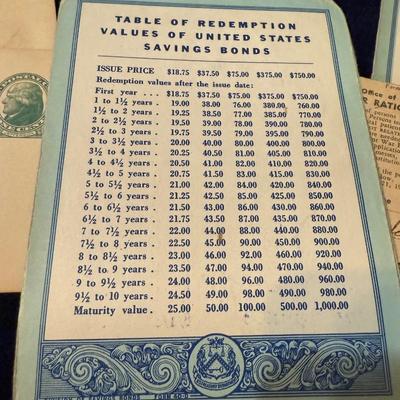 TABLE OF REDEMPTION
VALUES OF UNITED STATES
SAVINGS BONDS
ISSUE PRICE $18.75 $37.50 $75.00 $375.00 $750.00
Redemption values after the issue date:
First year . . . $18.75 $37.50 $75.00 $375.00 $750.00
1 to 1½ years . 19.00 38.00 76.00 380.00 760.00
1½ to 2 years . 19.25 38.50 77.00 385.00 770.00
2 to 2½ years . 19.50 39.00 78.00 390.00 780.00
2½ to 3 years . 19.75 39.50 79.00 395.00 790.00
3 to 3½ years . 20.00 40.00 80.00 400.00 800.00
3½ to 4 years . 20.25 40.50 81.00 405.00 810.00
4 to 4½ years . 20.50 41.00 82.00 410.00 820.00
4½ to 5 years . 20.75 41.50 83.00 415.00 830.00
5 to 5½ years . 21.00 42.00 84.00 420.00 840.00
5½ to 6 years . 21.25 42.50 85.00 425.00 850.00
6 to 6½ years . 21.50 43.00 86.00 430.00 860.00
6½ to 7 years . 21.75 43.50 87.00 435.00 870.00
7 to 7½ years . 22.00 44.00 88.00 440.00 880.00
7½ to 8 years . 22.50 45.00 90.00 450.00 900.00
8 to 8½ years . 23.00 46.00 92.00 460.00 920.00
8½ to 9 years . 23.50 47.00 94.00 470.00 940.00
9 to 9½ years . 24.00 48.00 96.00 480.00 960.00
9½ to 10 years . 24.50 49.00 98.00 490.00 980.00
Maturity value . 25.00 50.00 100.00 500.00 1,000.00
DIVISION OF SAVINGS BONDS FORM 40-D
Office of
RATIO